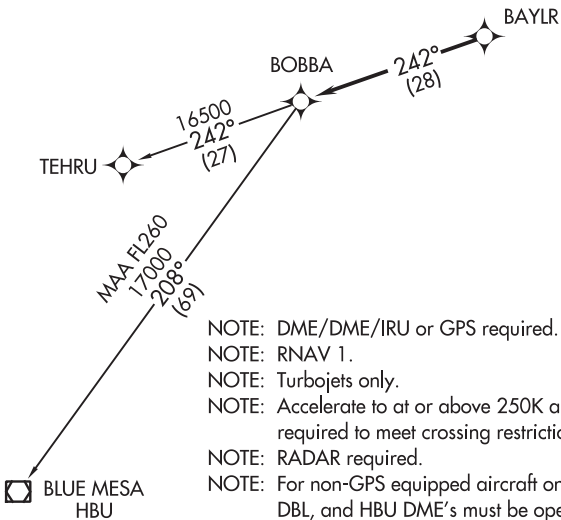 BAYLR
242°
(28)
BOBBA
16500
242°
(27)
TEHRU
MAA FL260
17000
208°
(69)
NOTE: DME/DME/IRU or GPS required.
NOTE: RNAV 1.
NOTE: Turbojets only.
NOTE: Accelerate to at or above 250K a
required to meet crossing restrictio
NOTE: RADAR required.
NOTE: For non-GPS equipped aircraft on
DBL, and HBU DME's must be ope
BLUE MESA
HBU